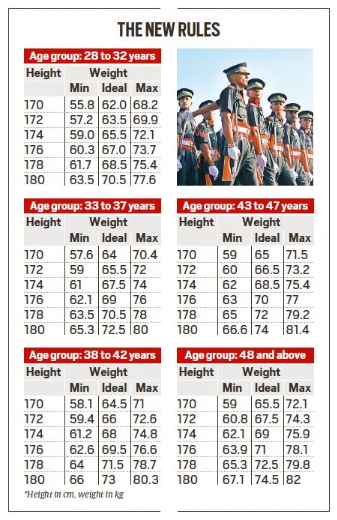 THE NEW RULES
Age group: 28 to 32 years
Height Weight
Min Ideal Max
170 55.8 62.0 68.2
172 57.2 63.5 69.9
174 59.0 65.5 72.1
176 60.3 67.0 73.7
178 61.7 68.5 75.4
180 63.5 70.5 77.6
Age group: 33 to 37 years
Height Weight
Min Ideal Max
170 57.6 64 70.4
172 59 65.5 72
174 61 67.5 74
176 62.1 69 76
178 63.5 70.5 78
180 65.3 72.5 80
Age group: 43 to 47 years
Height Weight
Min Ideal Max
170 59 65 71.5
172 60 66.5 73.2
174 62 68.5 75.4
176 63 70 77
178 65 72 79.2
180 66.6 74 81.4
Age group: 38 to 42 years
Height Weight
Min Ideal Max
170 58.1 64.5 71
172 59.4 66 72.6
174 61.2 68 74.8
176 62.6 69.5 76.6
178 64 71.5 78.7
180 66 73 80.3
Age group: 48 and above
Height Weight
Min Ideal Max
170 59 65.5 72.1
172 60.8 67.5 74.3
174 62.1 69 75.9
176 63.9 71 78.1
178 65.3 72.5 79.8
180 67.1 74.5 82
*Height in cm, weight in kg